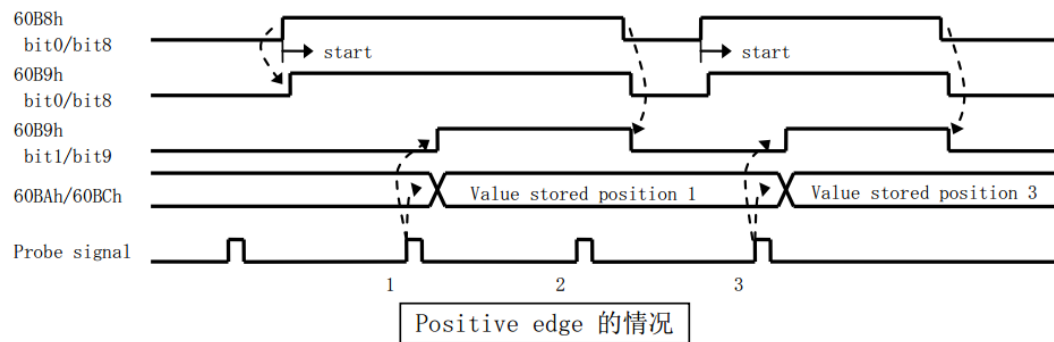 60B8h
bit0/bit8
start
start
60B9h
bit0/bit8
60B9h
bit1/bit9
60BAh/60BCh
Value stored position 1
Value stored position 3
Probe signal
1
2
3
Positive edge 的情况